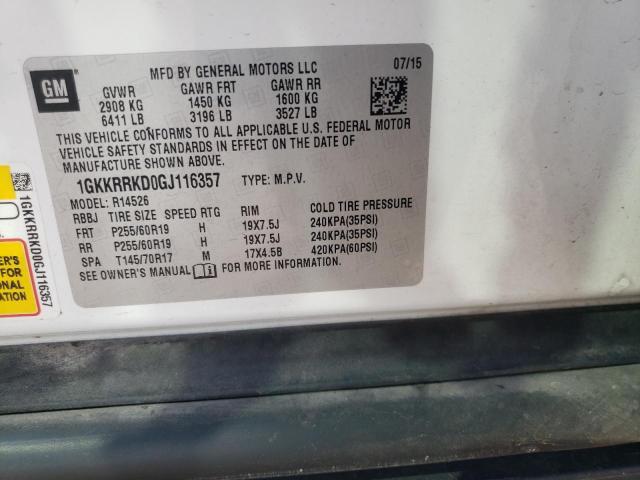 GM
MFD BY GENERAL MOTORS LLC 07/15
GVWR GAWR FRT GAWR RR
2908 KG 1450 KG 1600 KG
6411 LB 3196 LB 3527 LB
THIS VEHICLE CONFORMS TO ALL APPLICABLE U.S. FEDERAL MOTOR
VEHICLE SAFETY STANDARDS IN EFFECT ON THE DATE OF
MANUFACTURE SHOWN ABOVE.
1GKKRRKD0GJ116357 TYPE: M.P.V.
MODEL: R14526
RBBJ TIRE SIZE SPEED RTG RIM COLD TIRE PRESSURE
FRT P255/60R19 H 19X7.5J 240KPA(35PSI)
RR P255/60R19 H 19X7.5J 240KPA(35PSI)
SPA T145/70R17 M 17X4.5B 420KPA(60PSI)
SEE OWNER'S MANUAL FOR MORE INFORMATION
1GKKRRKD0GJ116357
FOR
ONAL
ATION